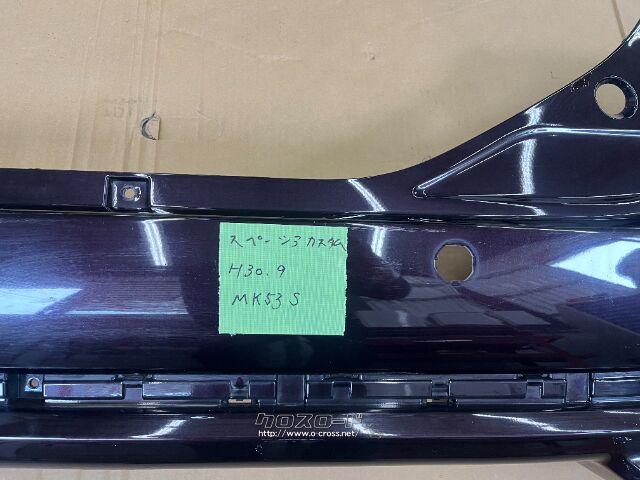 スペーシア カスタム
H30.9
MK53S
クロスロード
http://www.o-cross.net/